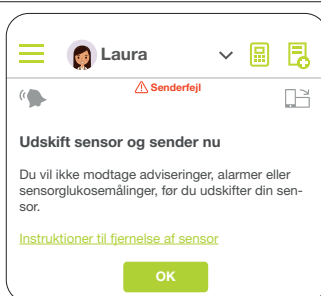 Laura
Senderfejl
Udskift sensor og sender nu
Du vil ikke modtage adviseringer, alarmer eller
sensorglukosemålinger, før du udskifter din sen-
sor.
Instruktioner til fjernelse af sensor
OK